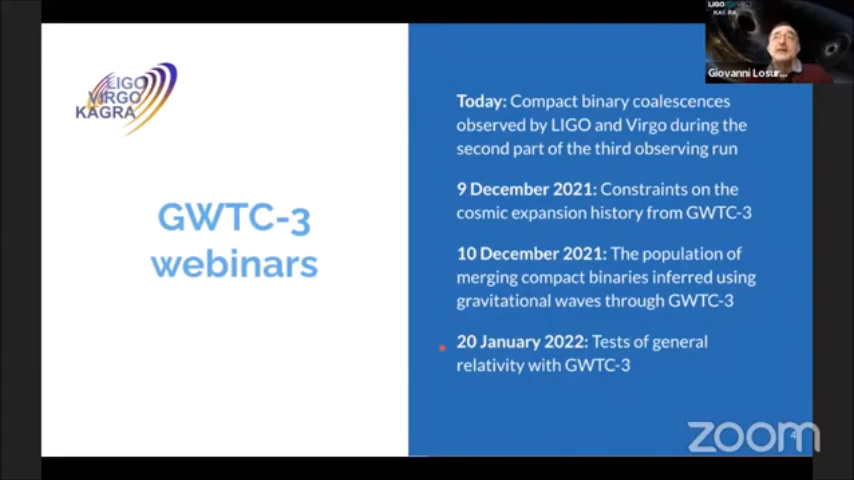 LIGO
VIRGO
KAGRA
GWTC-3
webinars
LIGO
KAGRA
Giovanni Losur...
Today: Compact binary coalescences
observed by LIGO and Virgo during the
second part of the third observing run
9 December 2021: Constraints on the
cosmic expansion history from GWTC-3
10 December 2021: The population of
merging compact binaries inferred using
gravitational waves through GWTC-3
20 January 2022: Tests of general
relativity with GWTC-3
zoom
4